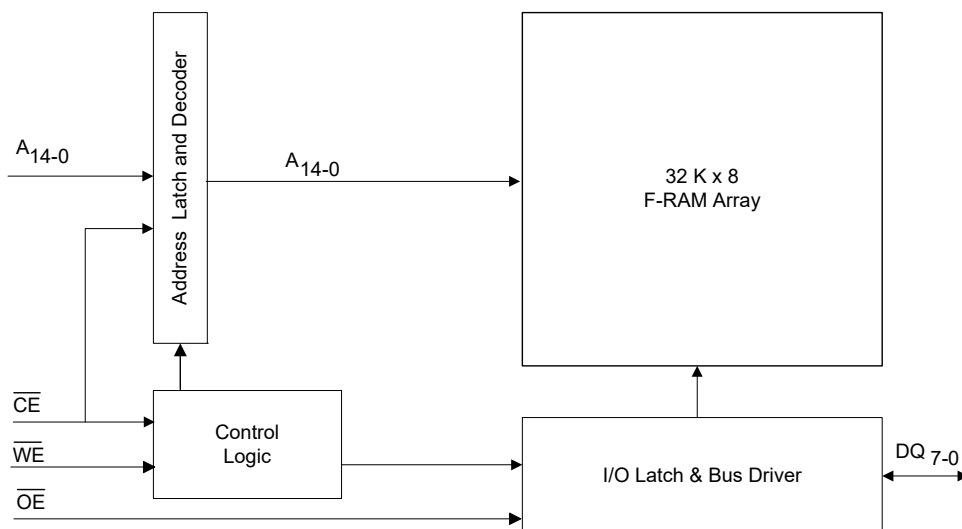 Address Latch and Decoder
A14-0
A14-0
32 K x 8
F-RAM Array
CE
WE
OE
Control
Logic
I/O Latch & Bus Driver
DQ 7-0